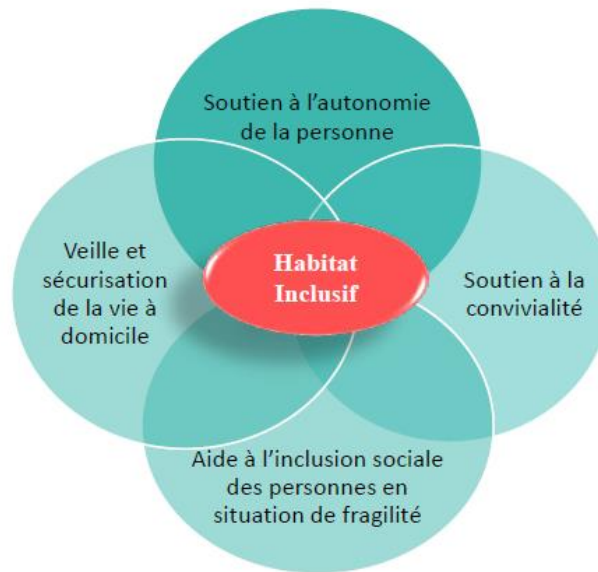 Soutien à l’autonomie
de la personne
Veille et
sécurisation
de la vie à
domicile
Habitat
Inclusif
Soutien à la
convivialité
Aide à l’inclusion sociale
des personnes en
situation de fragilité